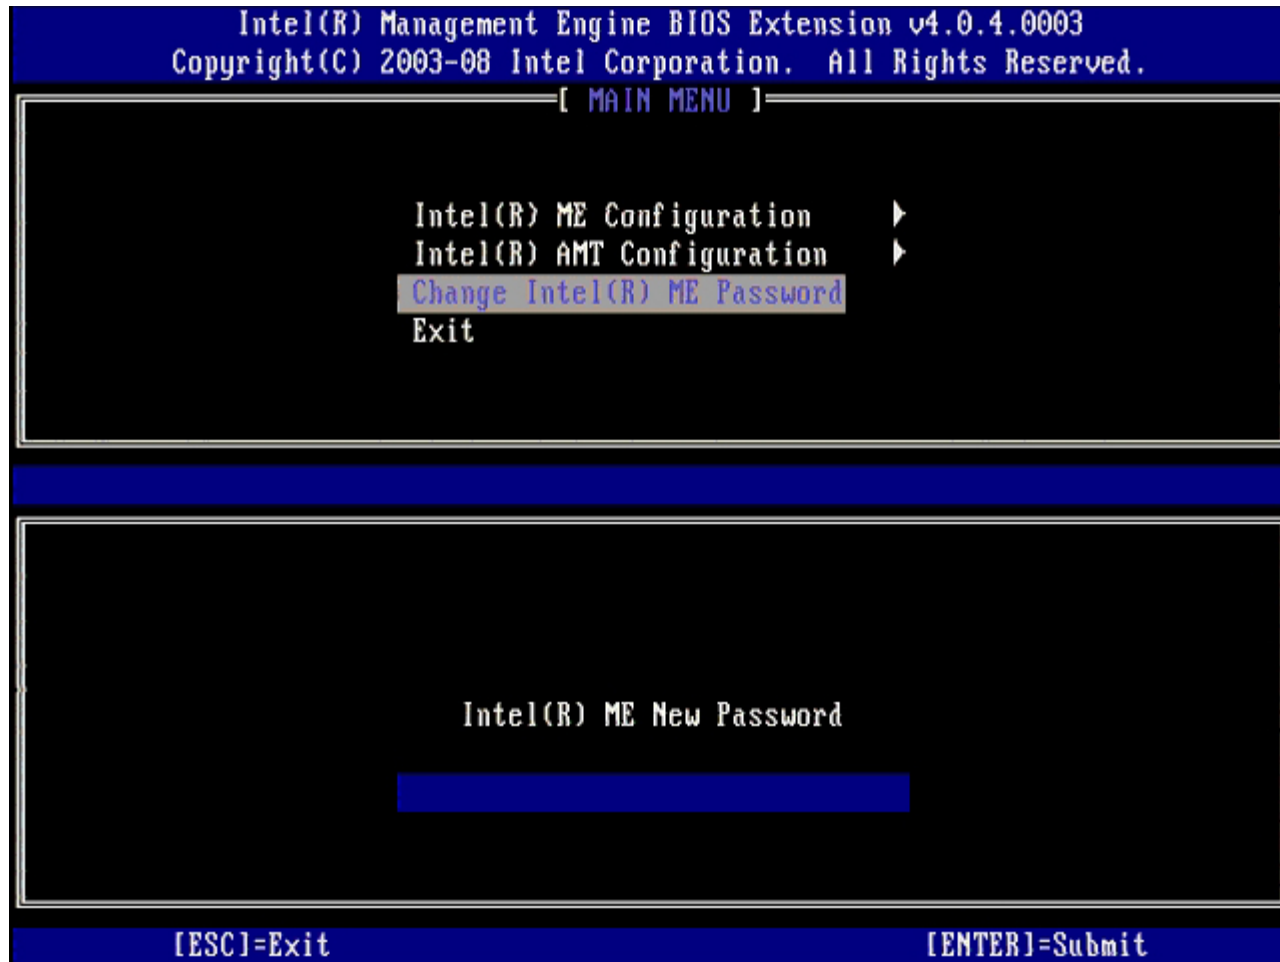 Intel(R) Management Engine BIOS Extension v4.0.4.0003
Copyright(C) 2003-08 Intel Corporation. All Rights Reserved.
[ MAIN MENU ]
Intel(R) ME Configuration
Intel(R) AMT Configuration
Change Intel(R) ME Password
Exit
Intel(R) ME New Password
[ESC]=Exit [ENTER]=Submit